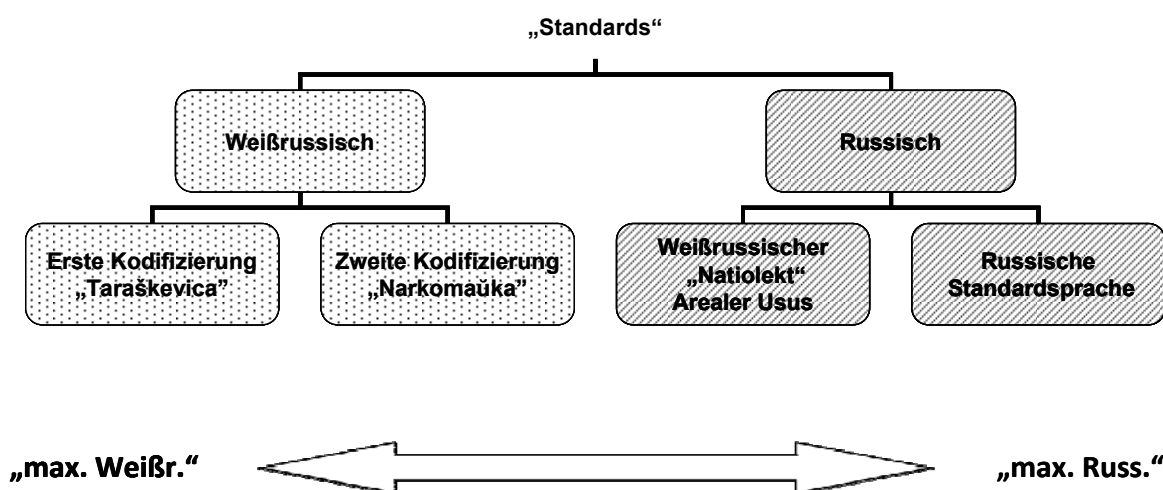 „Standards“
Weißrussisch
Russisch
Erste Kodifizierung
„Taraškevica”
Zweite Kodifizierung
„Narkomaŭka”
Weißrussischer
„Natiolekt“
Arealer Usus
Russische
Standardsprache
„max. Weißr.“
„max. Russ.“